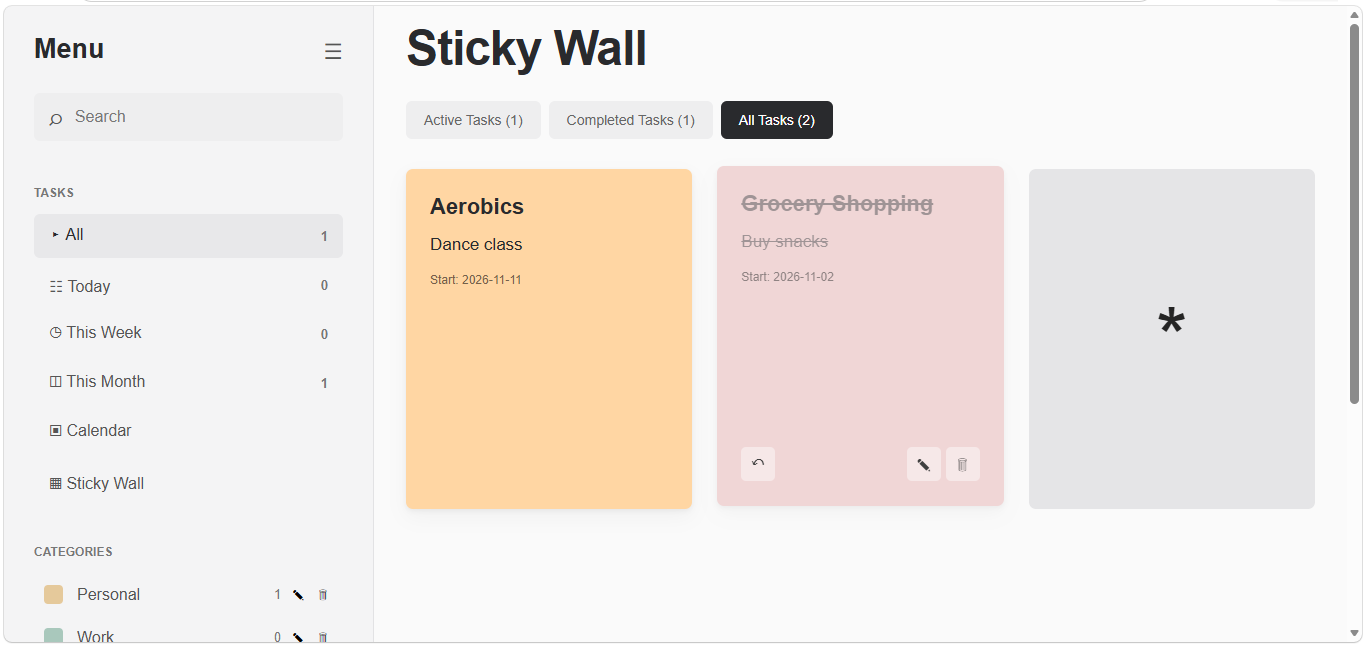 Menu
Search
TASKS
All 1
Today 0
This Week 0
This Month 1
Calendar
Sticky Wall
CATEGORIES
Personal 1
Work 0
Sticky Wall
Active Tasks (1) Completed Tasks (1) All Tasks (2)
Aerobics
Dance class
Start: 2026-11-11
Grocery Shopping
Buy snacks
Start: 2026-11-02
*